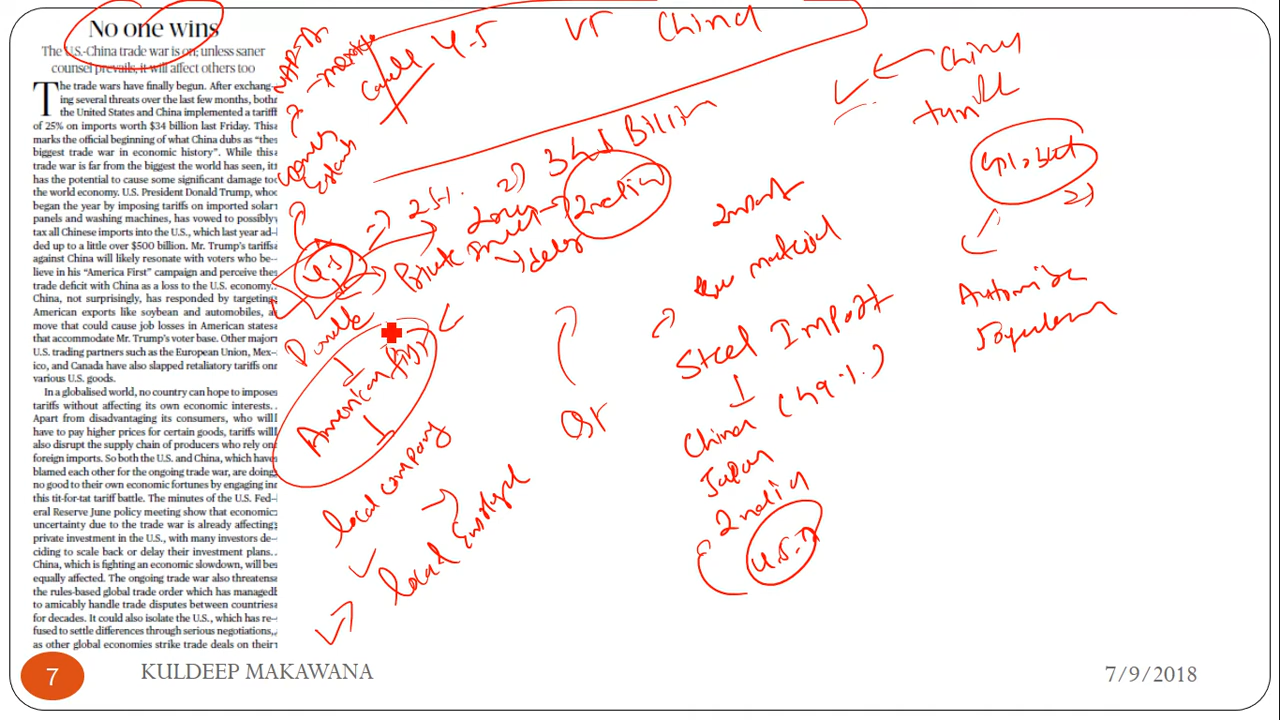 No one wins
The U.S.-China trade war is on; unless saner
counsel prevails, it will affect others too
The trade wars have finally begun. After exchang-
ing several threats over the last few months, both
the United States and China implemented a tariff
of 25% on imports worth $34 billion last Friday. This
marks the official beginning of what China dubs as “the
biggest trade war in economic history”. While this
trade war is far from the biggest the world has seen, it
has the potential to cause some significant damage to
the world economy. U.S. President Donald Trump, who
began the year by imposing tariffs on imported solar
panels and washing machines, has vowed to possibly
tax all Chinese imports into the U.S., which last year ad-
ded up to a little over $500 billion. Mr. Trump’s tariffs
against China will likely resonate with voters who be-
lieve in his “America First” campaign and perceive the
trade deficit with China as a loss to the U.S. economy.
China, not surprisingly, has responded by targeting
American exports like soybean and automobiles, a
move that could cause job losses in American states
that accommodate Mr. Trump’s voter base. Other major
U.S. trading partners such as the European Union, Mex-
ico, and Canada have also slapped retaliatory tariffs on
various U.S. goods.
In a globalised world, no country can hope to impose
tariffs without affecting its own economic interests.
Apart from disadvantaging its consumers, who will
have to pay higher prices for certain goods, tariffs will
also disrupt the supply chain of producers who rely on
foreign imports. So both the U.S. and China, which have
blamed each other for the ongoing trade war, are doing
no good to their own economic fortunes by engaging in
this tit-for-tat tariff battle. The minutes of the U.S. Fed-
eral Reserve June policy meeting show that economic
uncertainty due to the trade war is already affecting
private investment in the U.S., with many investors de-
ciding to scale back or delay their investment plans.
China, which is fighting an economic slowdown, will be
equally affected. The ongoing trade war also threatens
the rules-based global trade order which has managed
to amicably handle trade disputes between countries
for decades. It could also isolate the U.S., which has re-
fused to settle differences through serious negotiations,
as other global economies strike trade deals on their
U-S VS China
1) 25%. 2) 34 $ Billion
India
U.S
American first
local company
local Employe
Raw material
Steel Import
China (49%)
Japan
India
U.S.A
China
tariff
Global
2)
7
KULDEEP MAKAWANA
7/9/2018